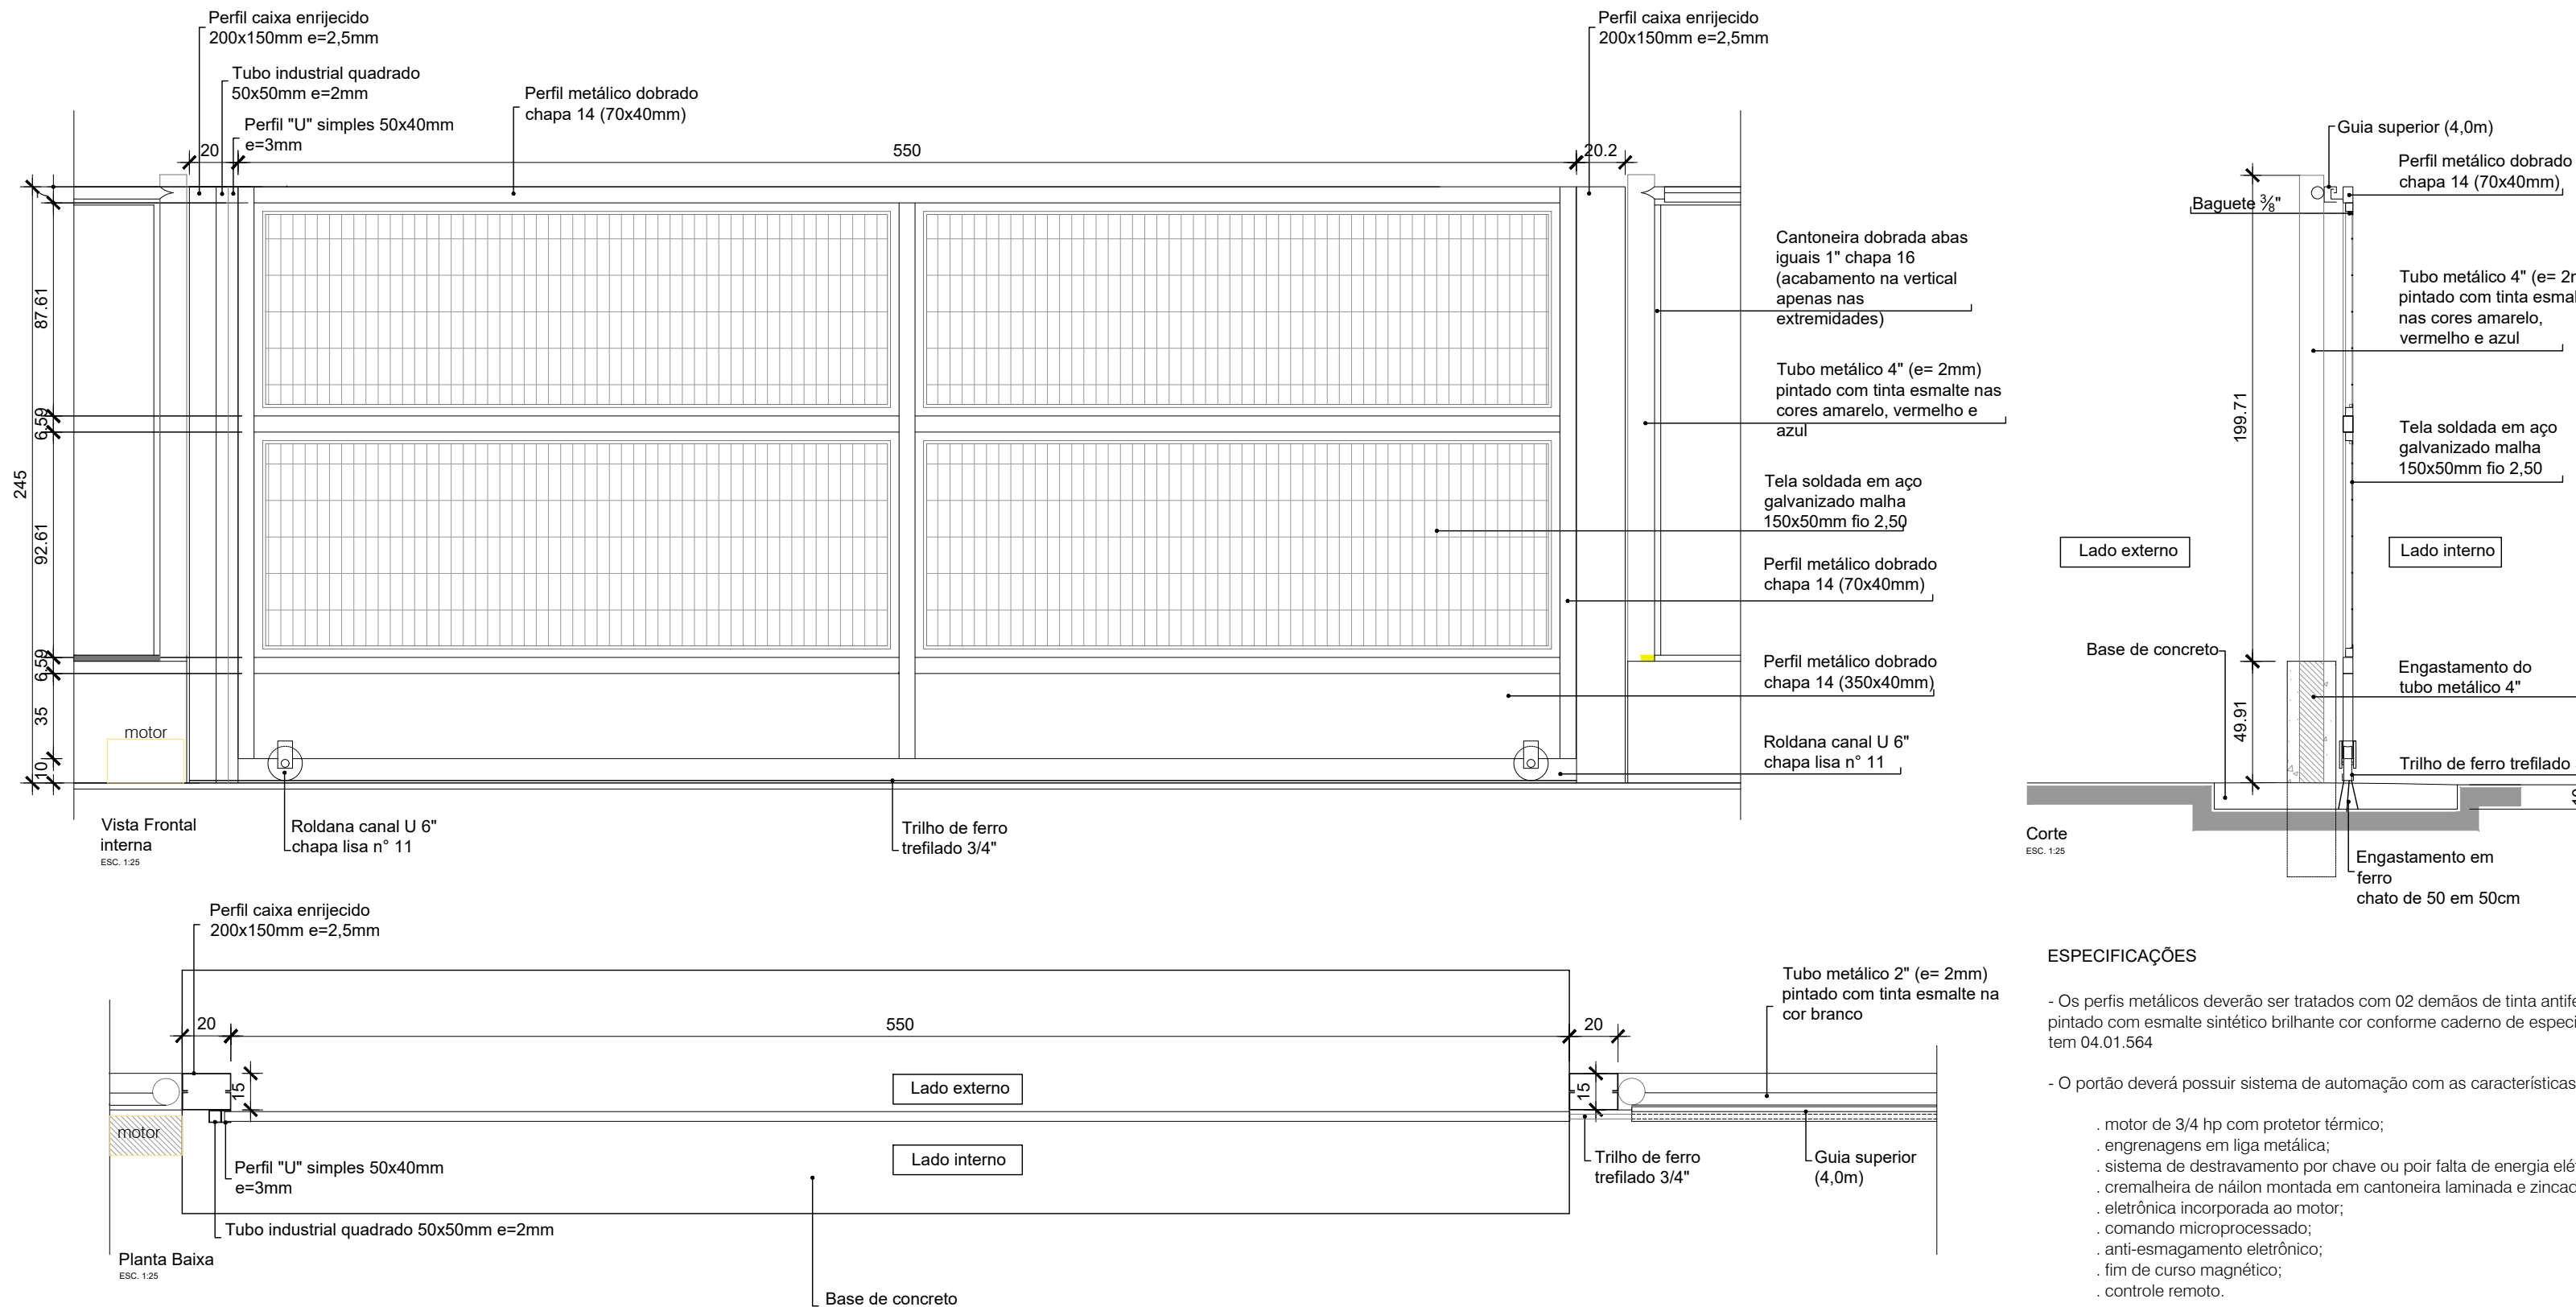 Perfil caixa enrijecido
200x150mm e=2,5mm
Tubo industrial quadrado
50x50mm e=2mm
Perfil "U" simples 50x40mm
e=3mm
Perfil metálico dobrado
chapa 14 (70x40mm)
Perfil caixa enrijecido
200x150mm e=2,5mm
20
550
20.2
245
87.61
6,59
92.61
6,59
35
10
motor
Cantoneira dobrada abas
iguais 1" chapa 16
(acabamento na vertical
apenas nas
extremidades)
Tubo metálico 4" (e= 2mm)
pintado com tinta esmalte nas
cores amarelo, vermelho e
azul
Tela soldada em aço
galvanizado malha
150x50mm fio 2,50
Perfil metálico dobrado
chapa 14 (70x40mm)
Perfil metálico dobrado
chapa 14 (350x40mm)
Roldana canal U 6"
chapa lisa n° 11
Vista Frontal
interna
ESC. 1:25
Roldana canal U 6"
chapa lisa n° 11
Trilho de ferro
trefilado 3/4"
Guia superior (4,0m)
Perfil metálico dobrado
chapa 14 (70x40mm)
Baguete ⅜"
Tubo metálico 4" (e=
pintado com tinta
nas cores amarelo,
vermelho e azul
199.71
Tela soldada em aço
galvanizado malha
150x50mm fio 2,50
Lado externo
Lado interno
Base de concreto
Engastamento do
tubo metálico 4"
49.91
Trilho de ferro trefilado
Corte
ESC. 1:25
Engastamento em
ferro
chato de 50 em 50cm
Perfil caixa enrijecido
200x150mm e=2,5mm
20
550
20
15
15
Lado externo
Lado interno
motor
Perfil "U" simples 50x40mm
e=3mm
Tubo industrial quadrado 50x50mm e=2mm
Tubo metálico 2" (e= 2mm)
pintado com tinta esmalte na
cor branco
Trilho de ferro
trefilado 3/4"
Guia superior
(4,0m)
Planta Baixa
ESC. 1:25
Base de concreto
ESPECIFICAÇÕES
- Os perfis metálicos deverão ser tratados com 02 demãos de tinta
pintado com esmalte sintético brilhante cor conforme caderno de
tem 04.01.564
- O portão deverá possuir sistema de automação com as características
. motor de 3/4 hp com protetor térmico;
. engrenagens em liga metálica;
. sistema de destravamento por chave ou poir falta de energia
. cremalheira de náilon montada em cantoneira laminada e
. eletrônica incorporada ao motor;
. comando microprocessado;
. anti-esmagamento eletrônico;
. fim de curso magnético;
. controle remoto.